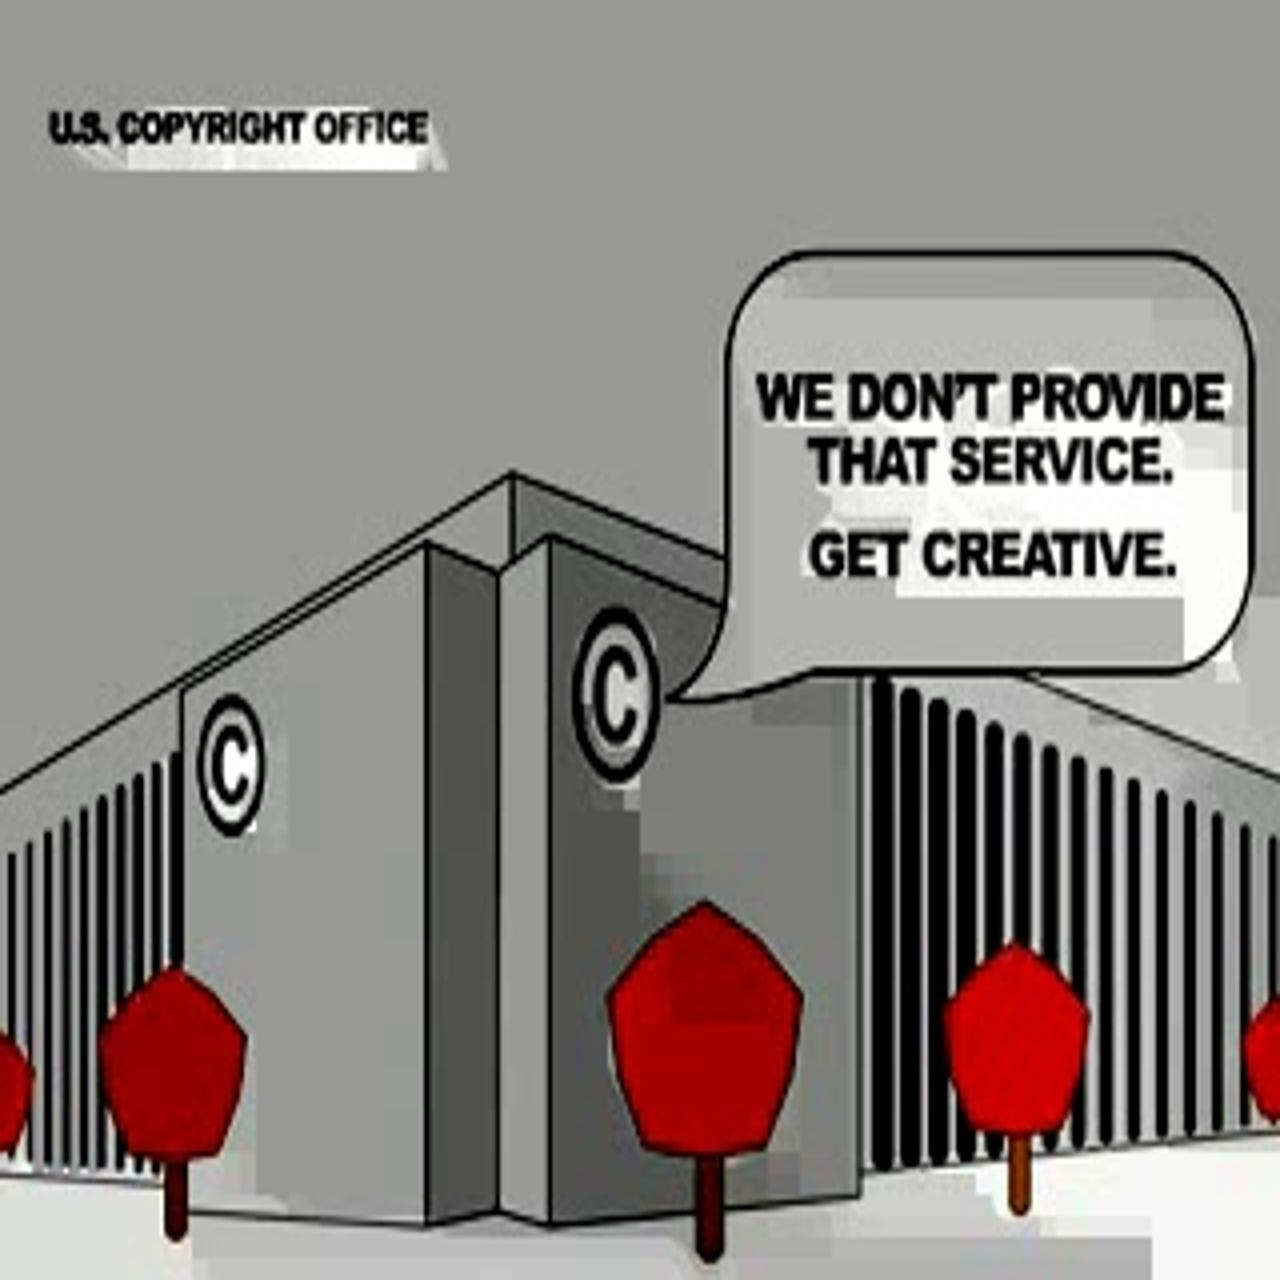 U.S. COPYRIGHT OFFICE
WE DON'T PROVIDE
THAT SERVICE.
GET CREATIVE.
©
©